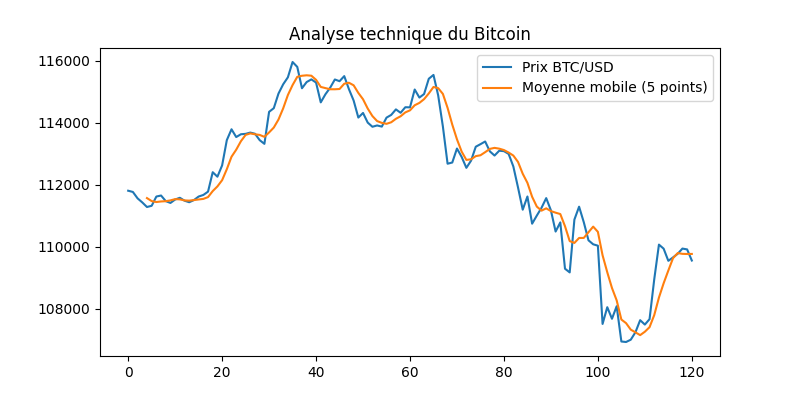 Analyse technique du Bitcoin
Prix BTC/USD
Moyenne mobile (5 points)
116000
114000
112000
110000
108000
0 20 40 60 80 100 120